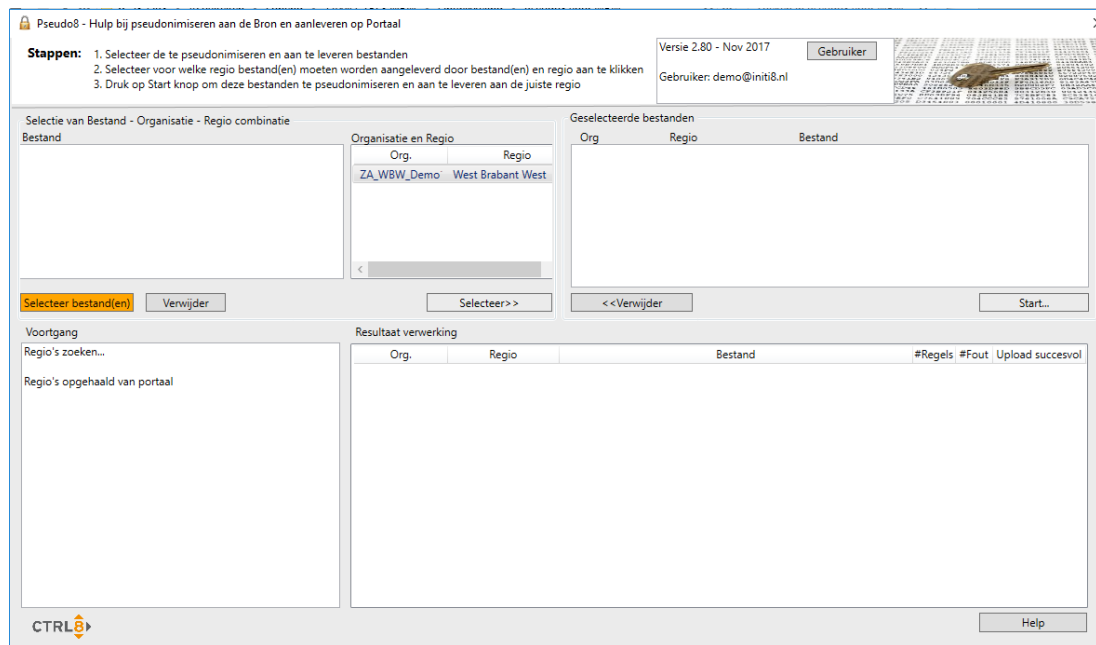 Pseudo8 - Hulp bij pseudonimiseren aan de Bron en aanleveren op Portaal
Stappen: 1. Selecteer de te pseudonimiseren en aan te leveren bestanden
2. Selecteer voor welke regio bestand(en) moeten worden aangeleverd door bestand(en) en regio aan te klikken
3. Druk op Start knop om deze bestanden te pseudonimiseren en aan te leveren aan de juiste regio
Versie 2.80 - Nov 2017 Gebruiker
Gebruiker: demo@initi8.nl
Selectie van Bestand - Organisatie - Regio combinatie
Bestand Organisatie en Regio
Org. Regio
ZA_WBW_Demo West Brabant West
Selecteer bestand(en) Verwijder Selecteer>>
Geselecteerde bestanden
Org Regio Bestand
<<Verwijder Start...
Voortgang
Regio's zoeken...
Regio's opgehaald van portaal
Resultaat verwerking
Org. Regio Bestand #Regels #Fout Upload succesvol
CTRL8
Help